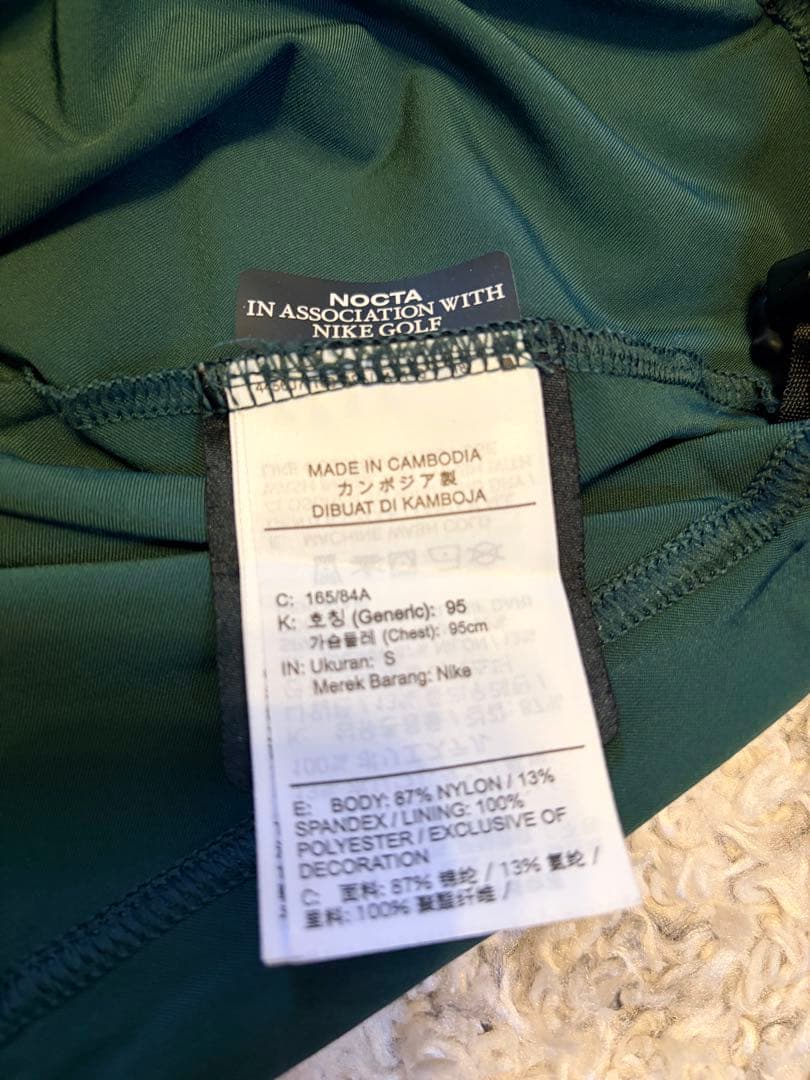 NOCTA
IN ASSOCIATION WITH
NIKE GOLF
MADE IN CAMBODIA
カンボジア製
DIBUAT DI KAMBOJA
C: 165/84A
K: 호칭 (Generic): 95
가슴둘레 (Chest): 95cm
IN: Ukuran: S
Merek Barang: Nike
E: BODY: 87% NYLON / 13%
SPANDEX / LINING: 100%
POLYESTER / EXCLUSIVE OF
DECORATION
C: 面料: 87% 锦纶 / 13% 氨纶 /
里料: 100% 聚酯纤维 /